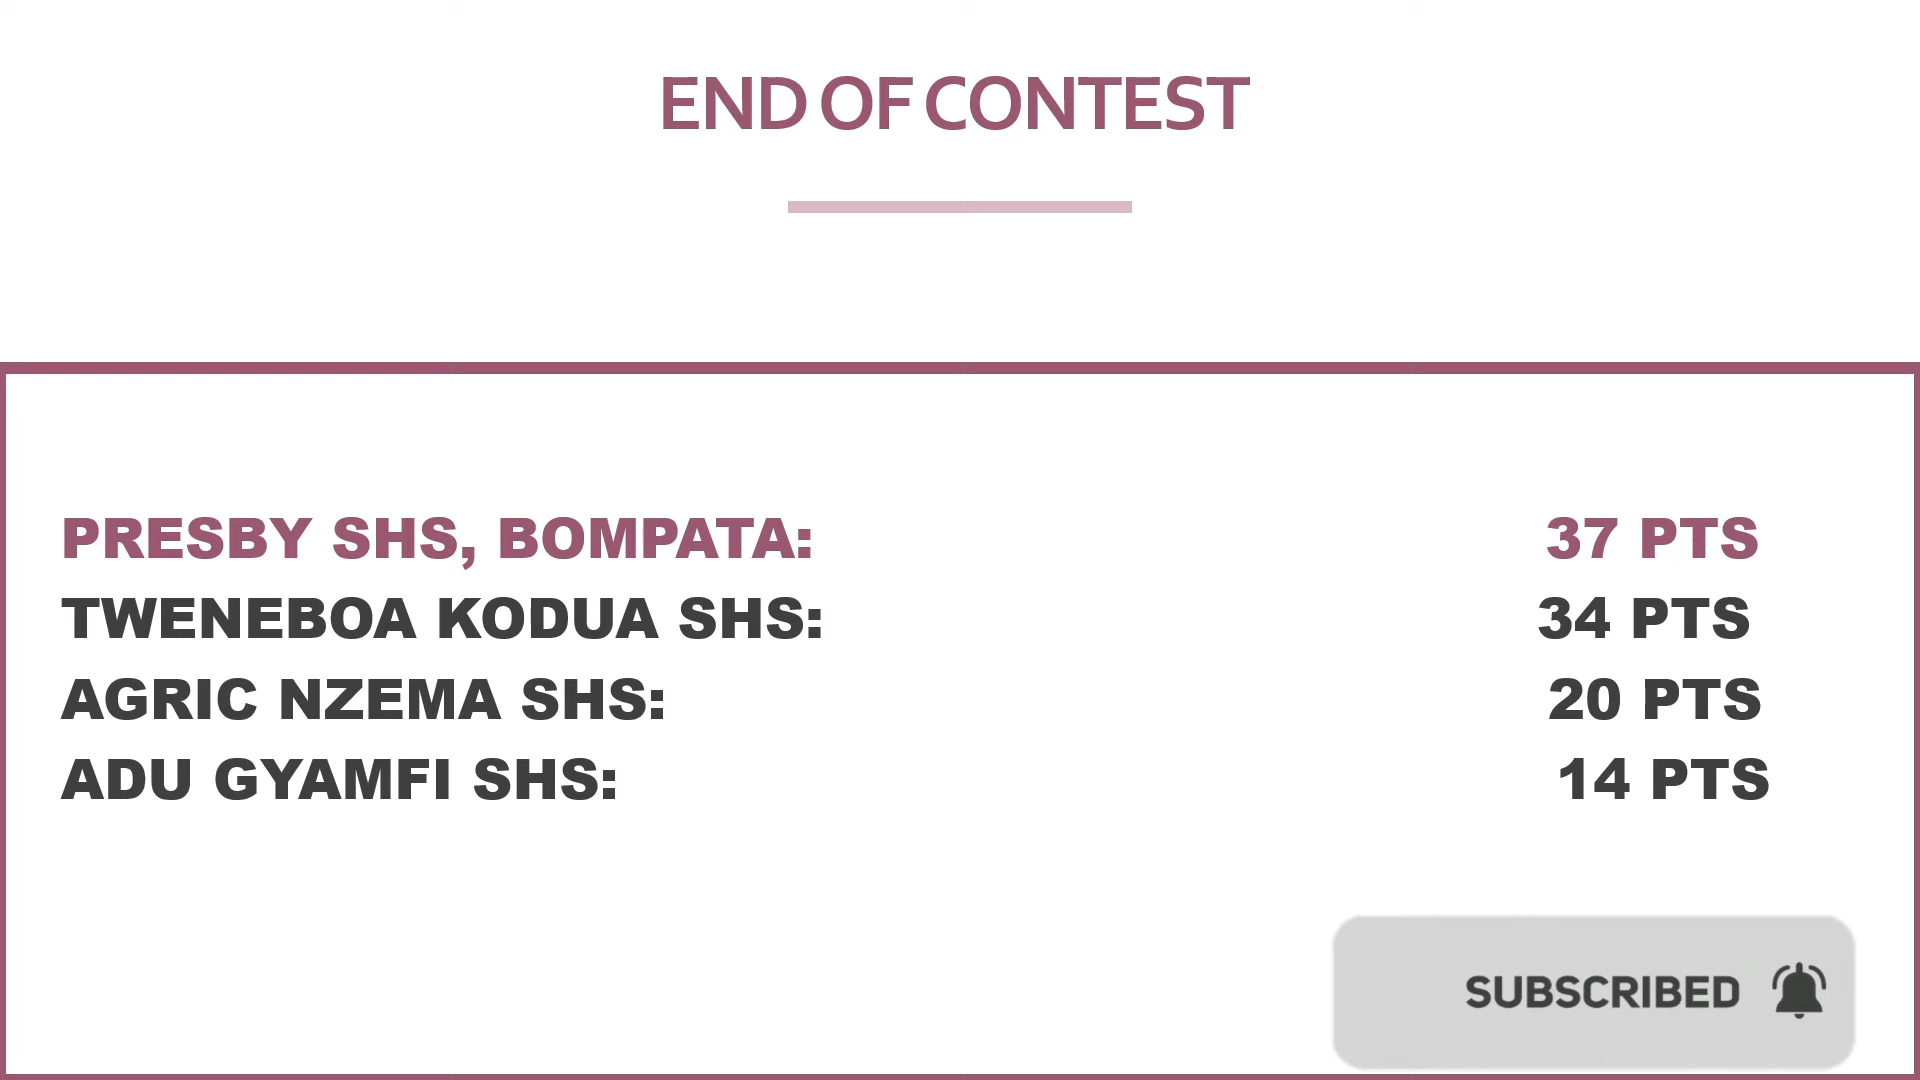 END OF CONTEST
PRESBY SHS, BOMPATA: 37 PTS
TWENEBOA KODUA SHS: 34 PTS
AGRIC NZEMA SHS: 20 PTS
ADU GYAMFI SHS: 14 PTS
SUBSCRIBED